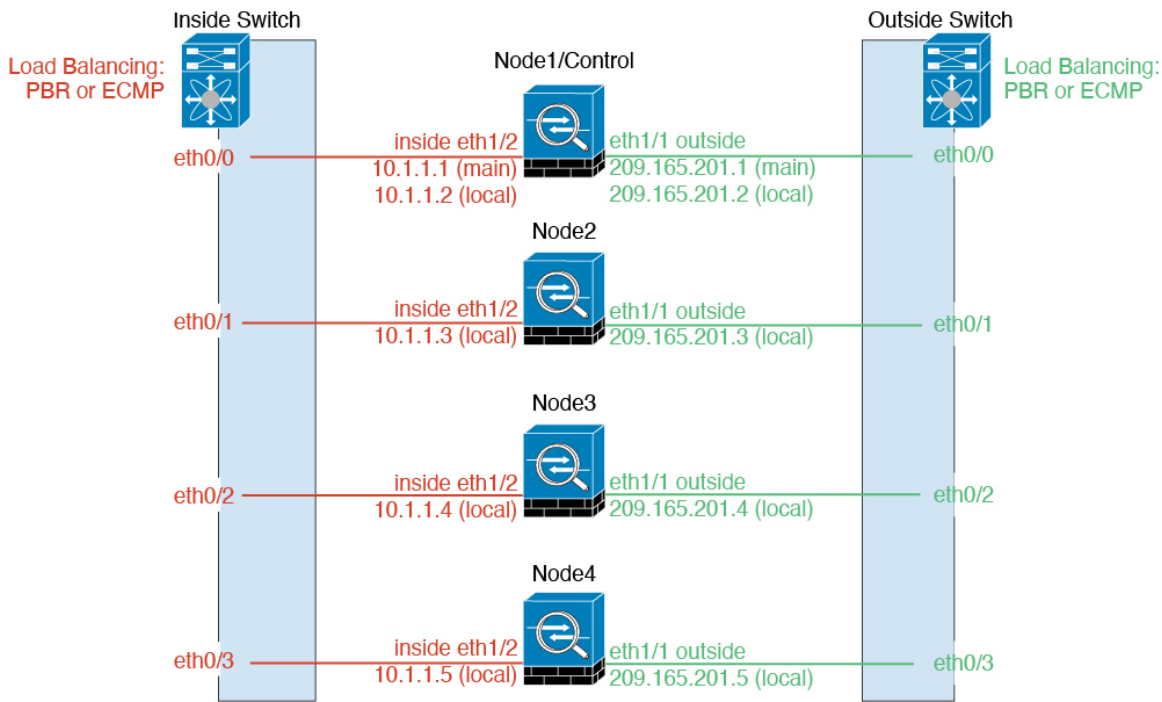 Inside Switch
Outside Switch
Load Balancing:
PBR or ECMP
Node1/Control
Load Balancing:
PBR or ECMP
eth0/0
inside eth1/2
10.1.1.1 (main)
10.1.1.2 (local)
eth1/1 outside
209.165.201.1 (main)
209.165.201.2 (local)
eth0/0
Node2
eth0/1
inside eth1/2
10.1.1.3 (local)
eth1/1 outside
209.165.201.3 (local)
eth0/1
Node3
eth0/2
inside eth1/2
10.1.1.4 (local)
eth1/1 outside
209.165.201.4 (local)
eth0/2
Node4
eth0/3
inside eth1/2
10.1.1.5 (local)
eth1/1 outside
209.165.201.5 (local)
eth0/3